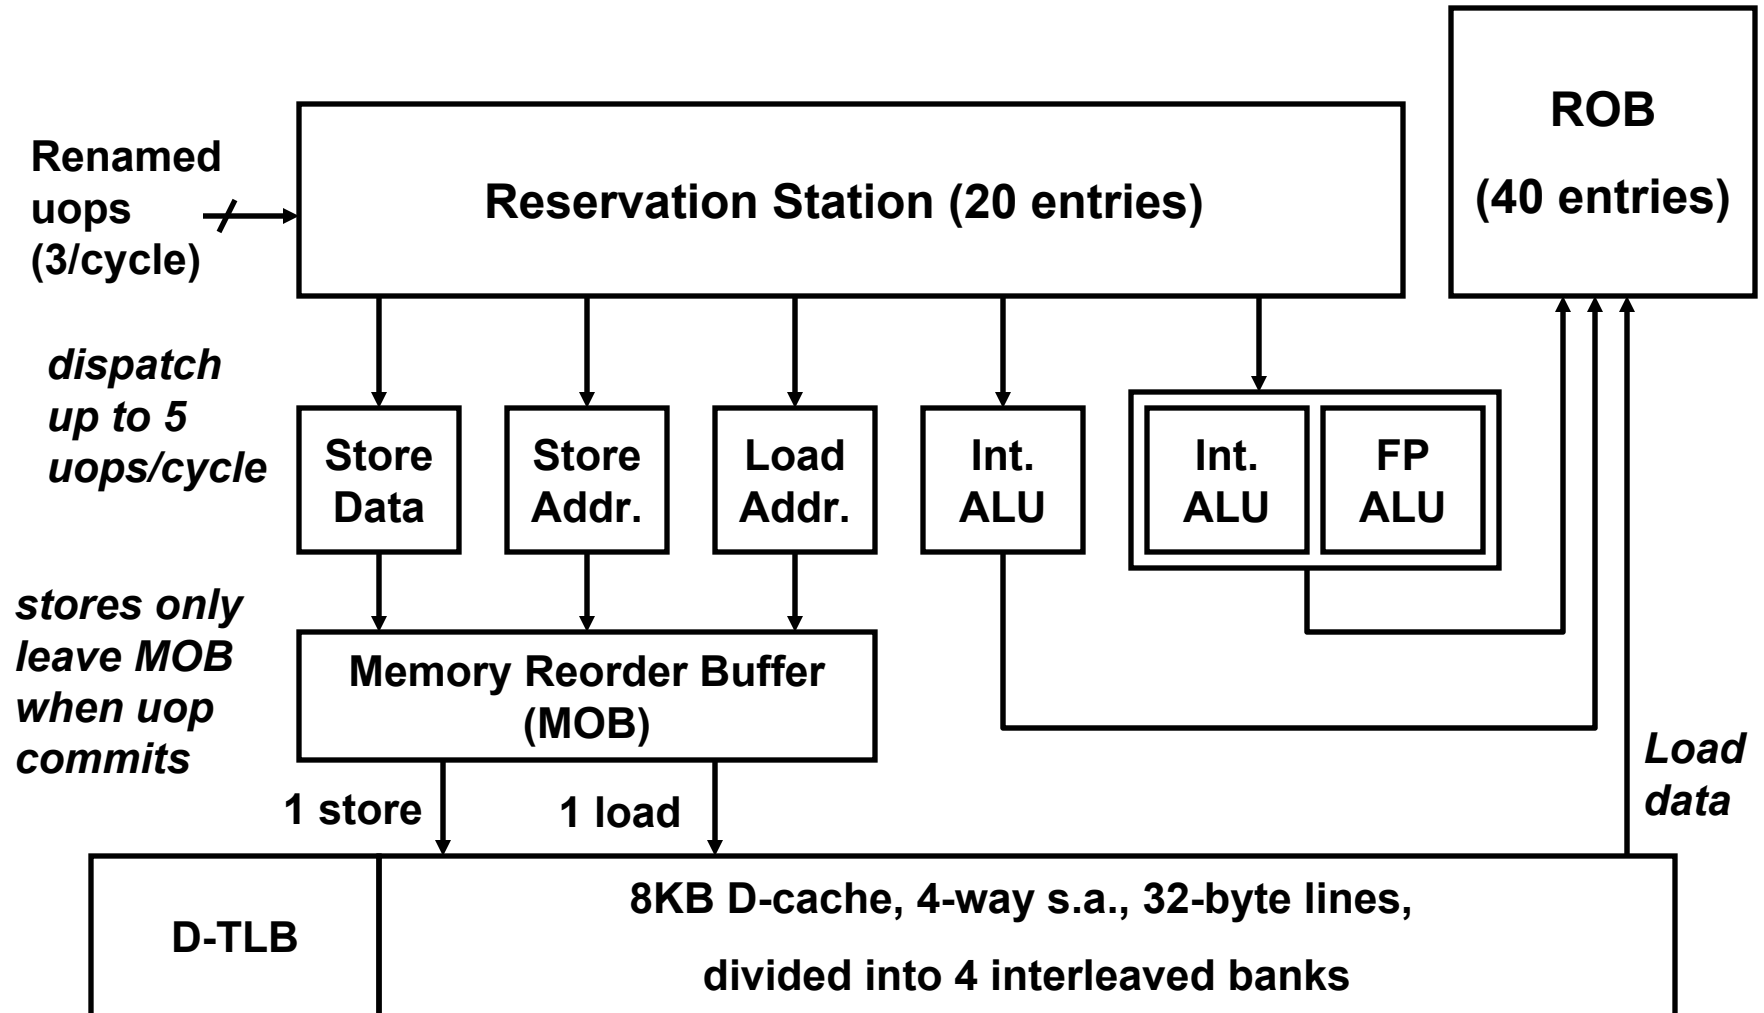 ROB
(40 entries)
Renamed
uops
(3/cycle)
Reservation Station (20 entries)
dispatch
up to 5
uops/cycle
Store
Data
Store
Addr.
Load
Addr.
Int.
ALU
Int.
ALU
FP
ALU
stores only
leave MOB
when uop
commits
Memory Reorder Buffer
(MOB)
Load
data
1 store
1 load
D-TLB
8KB D-cache, 4-way s.a., 32-byte lines,
divided into 4 interleaved banks